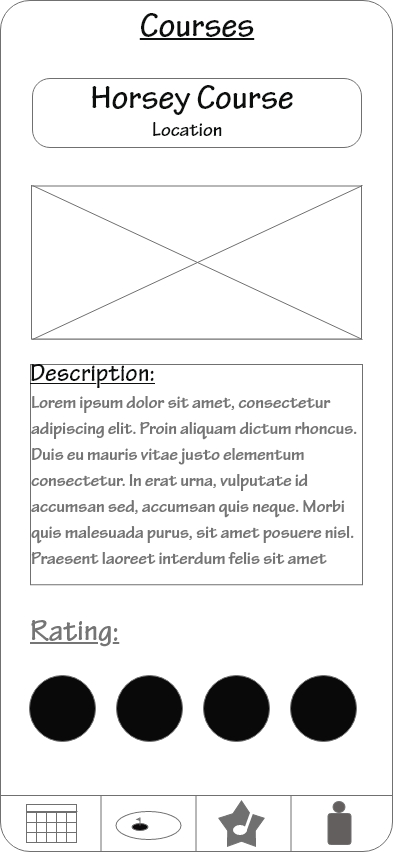 Courses
Horsey Course
Location
Description:
Lorem ipsum dolor sit amet, consectetur
adipiscing elit. Proin aliquam dictum rhoncus.
Duis eu mauris vitae justo elementum
consectetur. In erat urna, vulputate id
accumsan sed, accumsan quis neque. Morbi
quis malesuada purus, sit amet posuere nisl.
Praesent laoreet interdum felis sit amet
Rating: